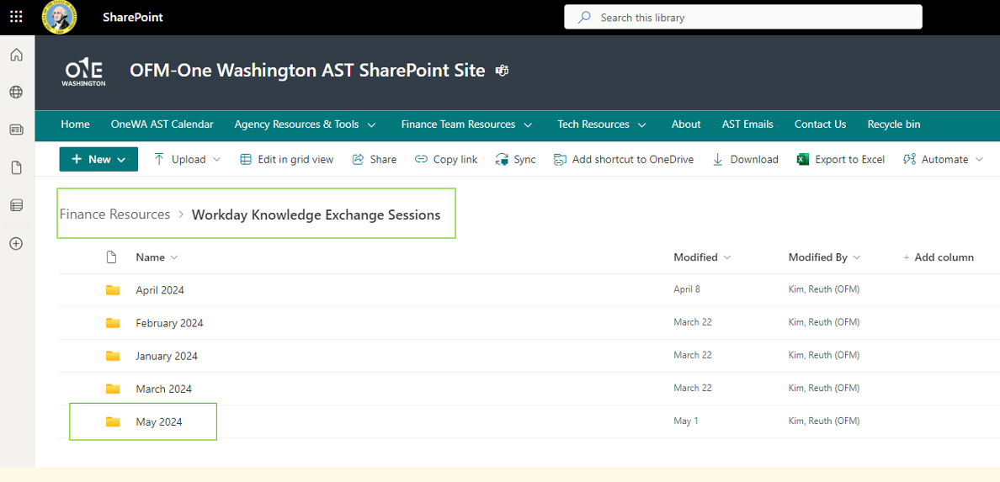 SharePoint
Search this library
ONE
WASHINGTON
OFM-One Washington AST SharePoint Site
Home OneWA AST Calendar Agency Resources & Tools Finance Team Resources Tech Resources About AST Emails Contact Us Recycle bin
+ New Upload Edit in grid view Share Copy link Sync Add shortcut to OneDrive Download Export to Excel Automate
Finance Resources > Workday Knowledge Exchange Sessions
Name Modified Modified By + Add column
April 2024 April 8 Kim, Reuth (OFM)
February 2024 March 22 Kim, Reuth (OFM)
January 2024 March 22 Kim, Reuth (OFM)
March 2024 March 22 Kim, Reuth (OFM)
May 2024 May 1 Kim, Reuth (OFM)